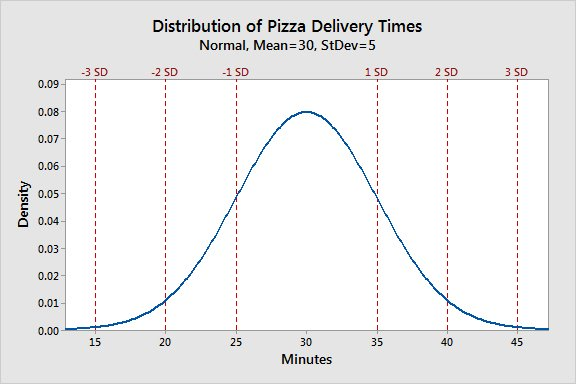 Distribution of Pizza Delivery Times
Normal, Mean=30, StDev=5
-3 SD -2 SD -1 SD 1 SD 2 SD 3 SD
0.09
0.08
0.07
0.06
0.05
0.04
0.03
0.02
0.01
0.00
Density
15 20 25 30 35 40 45
Minutes